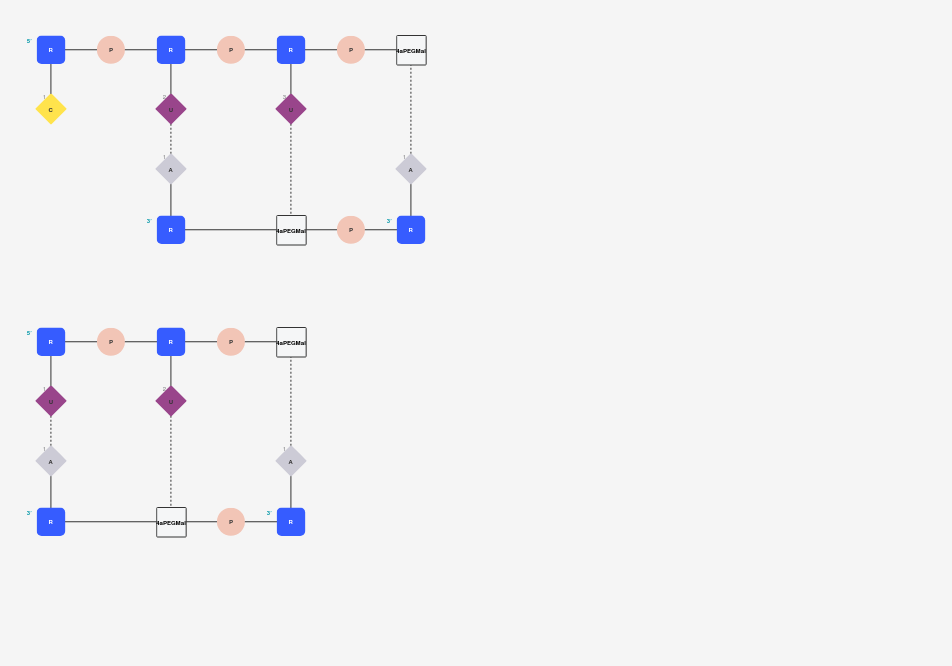 5' R P R P R P 4aPEGMal
1 C 2 U 3 U
1 A 1 A
3' R 4aPEGMal P 3' R
5' R P R P 4aPEGMal
1 U 2 U
1 A 1 A
3' R 4aPEGMal P 3' R